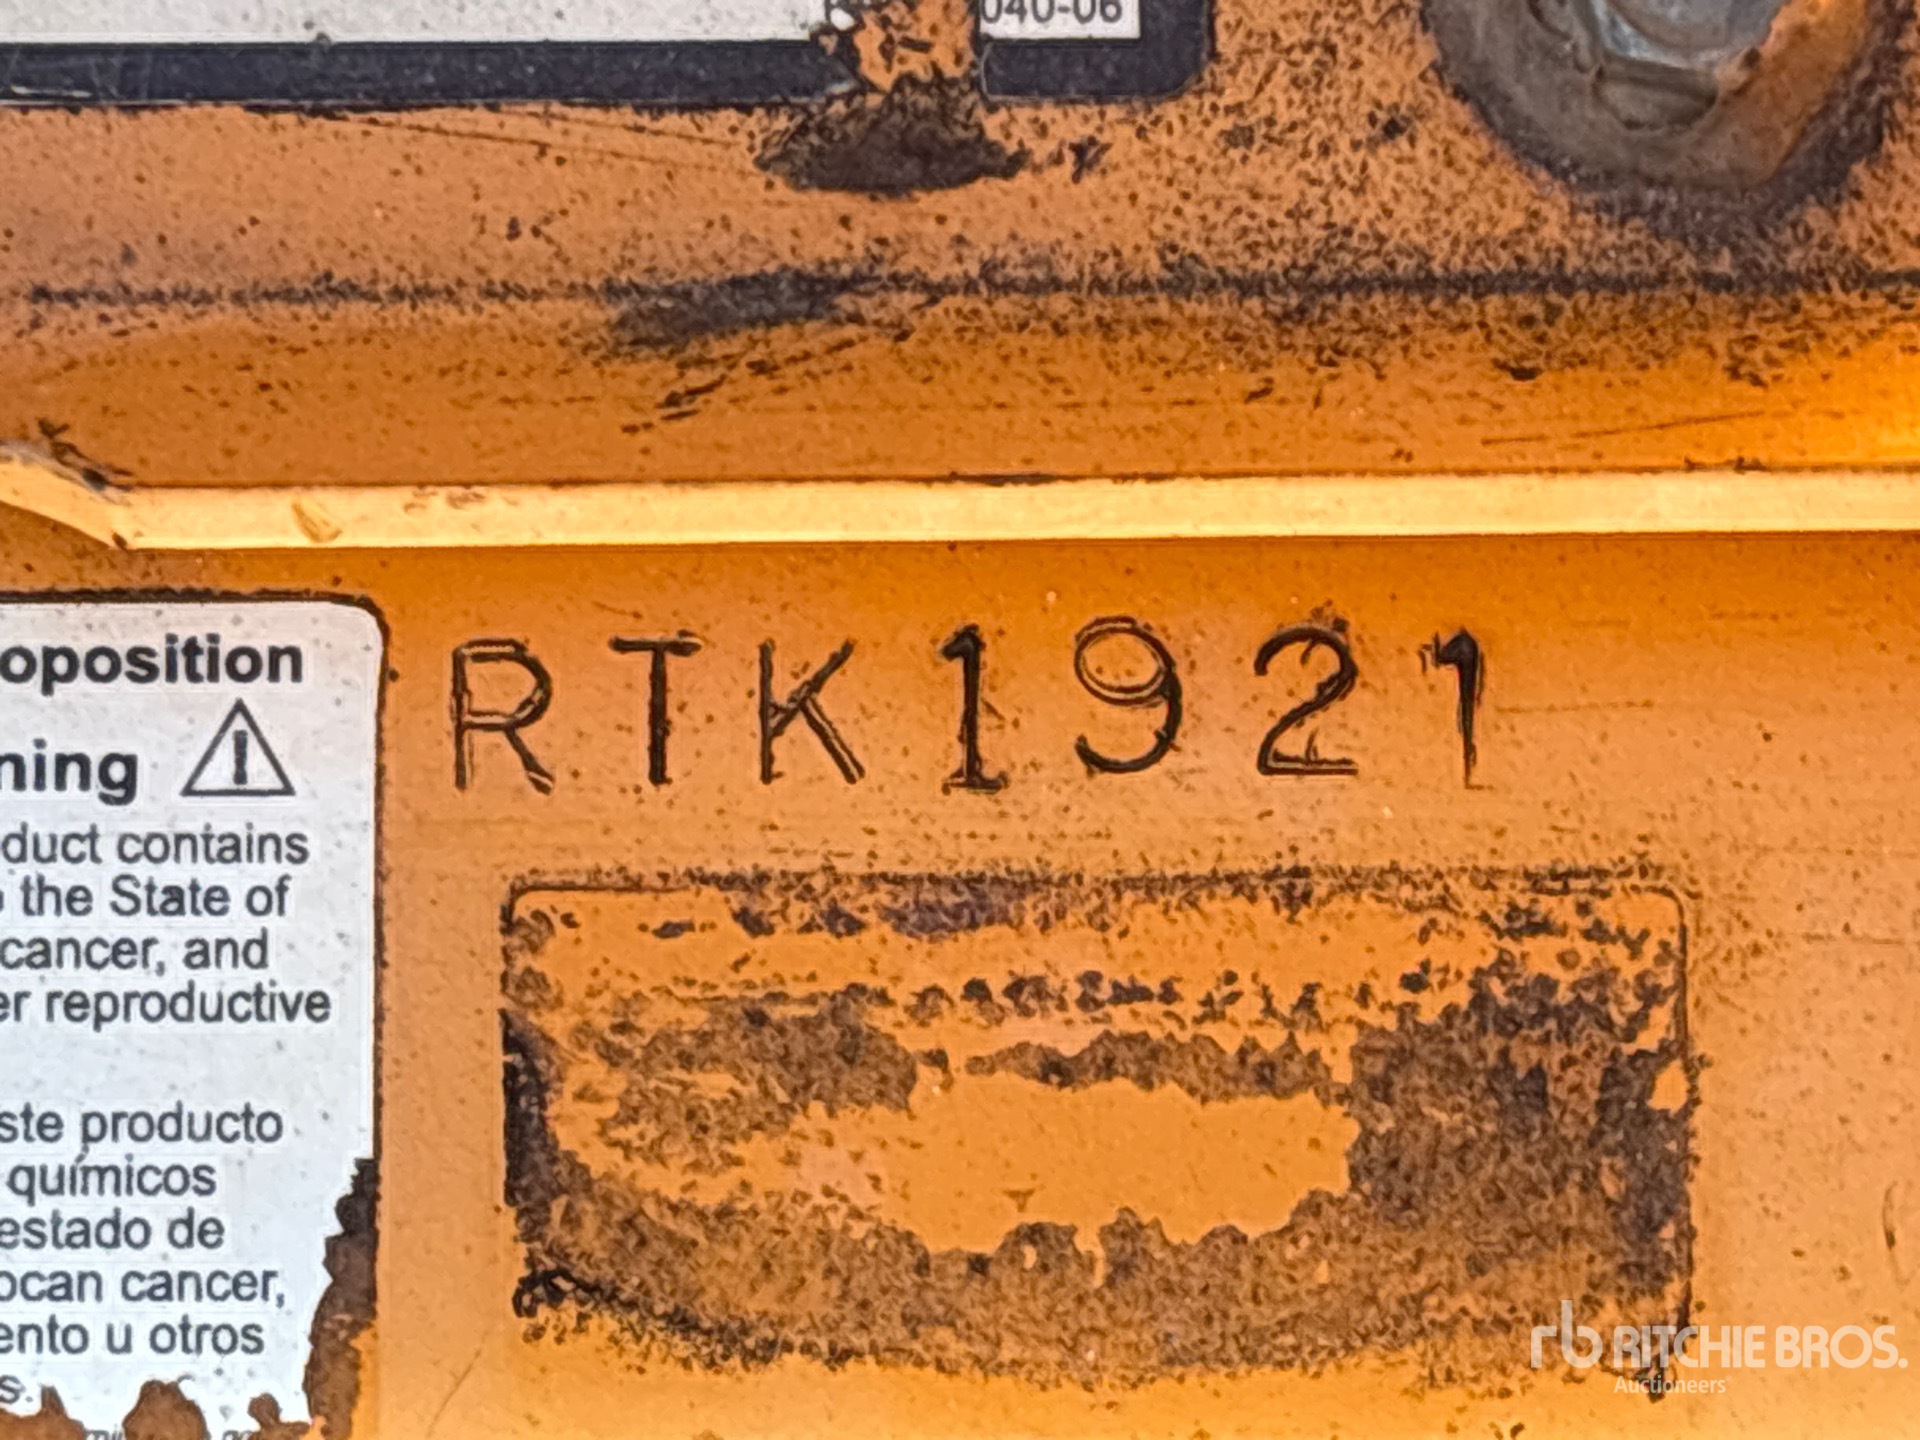 040-06
RTK1921
oposition
ning
duct contains
the State of
cancer, and
er reproductive
ste producto
químicos
estado de
ocan cancer,
ento u otros
s.
rb RITCHIE BROS.
Auctioneers